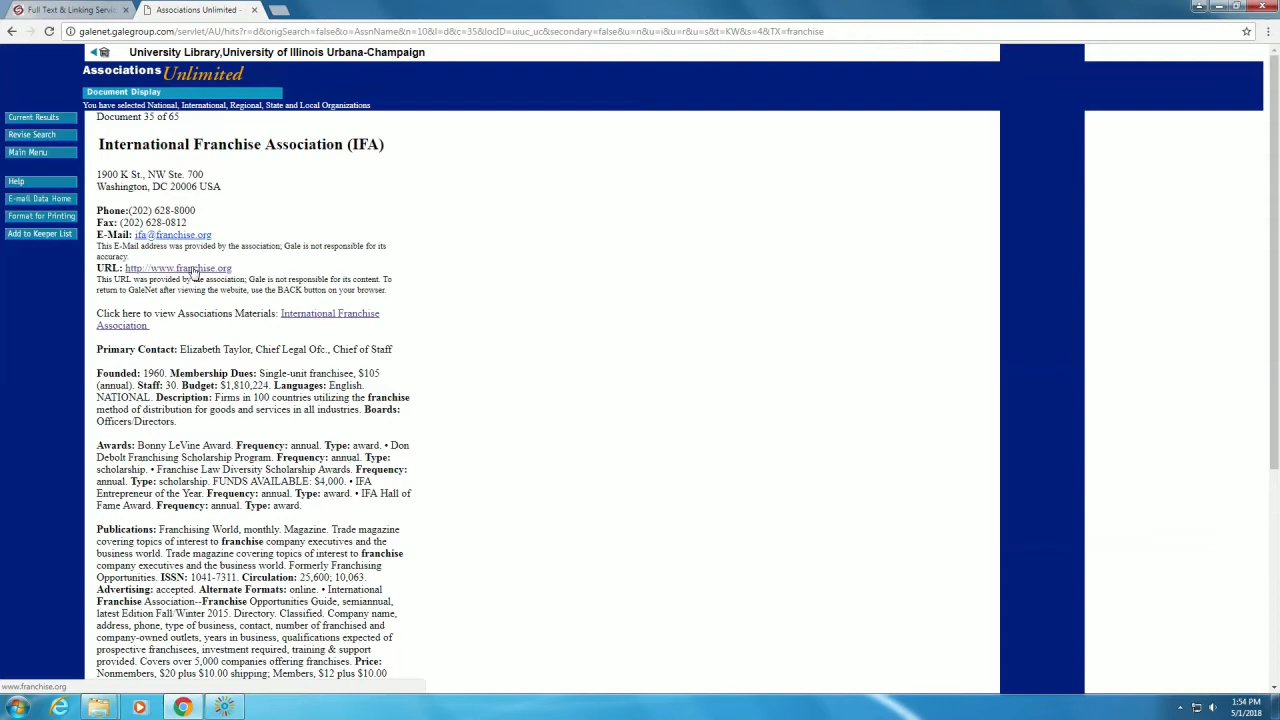 Full Text & Linking Servi
Associations Unlimited -
galenet.galegroup.com/servlet/AU/hits?r=d&origSearch=false&o=AssnName&n=10&l=d&c=35&locID=uiuc_uc&secondary=false&u=n&u=i&u=r&u=s&t=KW&s=4&TX=franchise
University Library,University of Illinois Urbana-Champaign
Associations Unlimited
Document Display
You have selected National, International, Regional, State and Local Organizations
Current Results
Revise Search
Main Menu
Help
E-mail Data Home
Format for Printing
Add to Keeper List
Document 35 of 65
International Franchise Association (IFA)
1900 K St., NW Ste. 700
Washington, DC 20006 USA
Phone:(202) 628-8000
Fax: (202) 628-0812
E-Mail: ifa@franchise.org
This E-Mail address was provided by the association; Gale is not responsible for its
accuracy.
URL: http://www.franchise.org
This URL was provided by the association; Gale is not responsible for its content. To
return to GaleNet after viewing the website, use the BACK button on your browser.
Click here to view Associations Materials: International Franchise
Association
Primary Contact: Elizabeth Taylor, Chief Legal Ofc., Chief of Staff
Founded: 1960. Membership Dues: Single-unit franchisee, $105
(annual). Staff: 30. Budget: $1,810,224. Languages: English.
NATIONAL. Description: Firms in 100 countries utilizing the franchise
method of distribution for goods and services in all industries. Boards:
Officers/Directors.
Awards: Bonny LeVine Award. Frequency: annual. Type: award. • Don
Debolt Franchising Scholarship Program. Frequency: annual. Type:
scholarship. • Franchise Law Diversity Scholarship Awards. Frequency:
annual. Type: scholarship. FUNDS AVAILABLE: $4,000. • IFA
Entrepreneur of the Year. Frequency: annual. Type: award. • IFA Hall of
Fame Award. Frequency: annual. Type: award.
Publications: Franchising World, monthly. Magazine. Trade magazine
covering topics of interest to franchise company executives and the
business world. Trade magazine covering topics of interest to franchise
company executives and the business world. Formerly Franchising
Opportunities. ISSN: 1041-7311. Circulation: 25,600; 10,063.
Advertising: accepted. Alternate Formats: online. • International
Franchise Association--Franchise Opportunities Guide, semiannual,
latest Edition Fall/Winter 2015. Directory. Classified. Company name,
address, phone, type of business, contact, number of franchised and
company-owned outlets, years in business, qualifications expected of
prospective franchisees, investment required, training & support
provided. Covers over 5,000 companies offering franchises. Price:
Nonmembers, $20 plus $10.00 shipping; Members, $12 plus $10.00
www.franchise.org
1:54 PM
5/1/2018